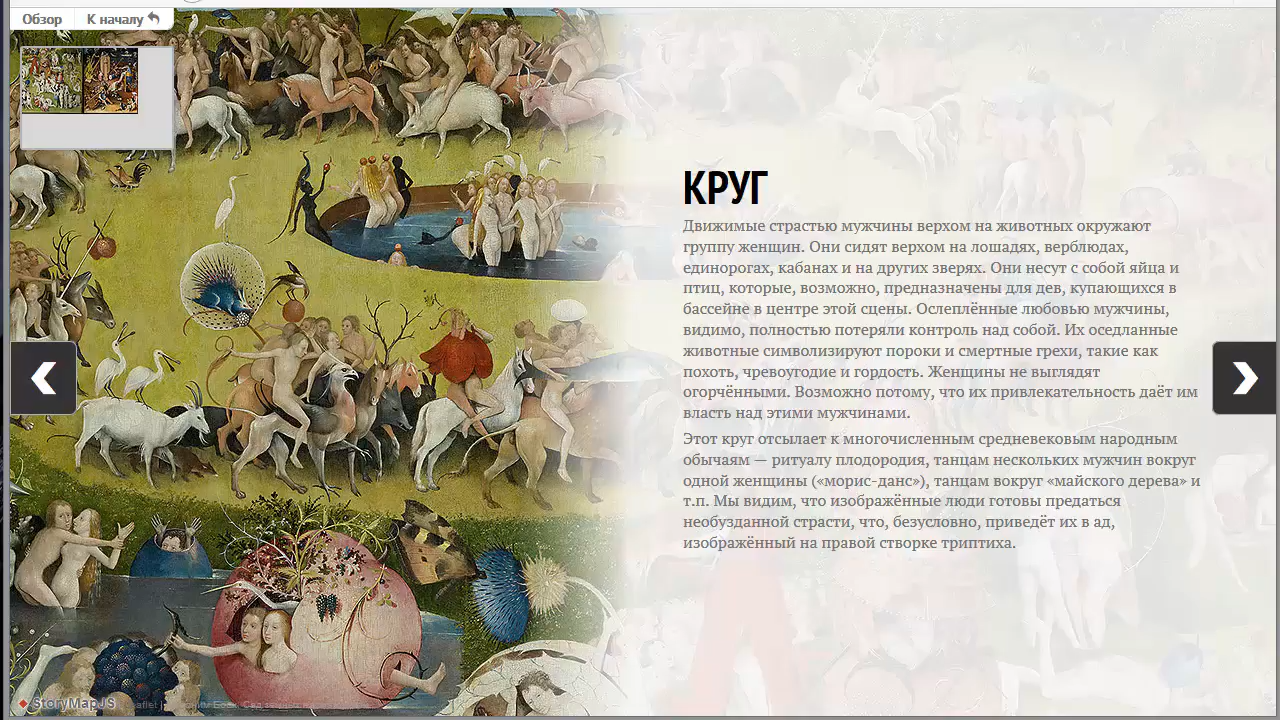 Обзор
К началу
КРУГ
Движимые страстью мужчины верхом на животных окружают
группу женщин. Они сидят верхом на лошадях, верблюдах,
единорогах, кабанах и на других зверях. Они несут с собой яйца и
птиц, которые, возможно, предназначены для дев, купающихся в
бассейне в центре этой сцены. Ослеплённые любовью мужчины,
видимо, полностью потеряли контроль над собой. Их оседланные
животные символизируют пороки и смертные грехи, такие как
похоть, чревоугодие и гордость. Женщины не выглядят
огорчёнными. Возможно потому, что их привлекательность даёт им
власть над этими мужчинами.
Этот круг отсылает к многочисленным средневековым народным
обычаям — ритуалу плодородия, танцам нескольких мужчин вокруг
одной женщины («морис-данс»), танцам вокруг «майского дерева» и
т.п. Мы видим, что изображённые люди готовы предаться
необузданной страсти, что, безусловно, приведёт их в ад,
изображённый на правой створке триптиха.
StoryMapJS